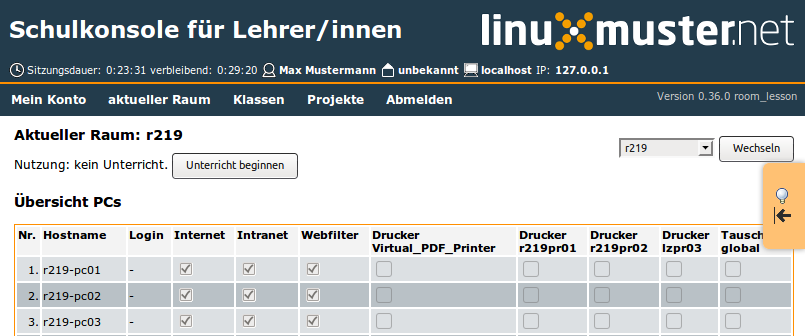 Schulkonsole für Lehrer/innen
linuxmuster.net
Sitzungsdauer: 0:23:31 verbleibend: 0:29:20 Max Mustermann unbekannt localhost IP: 127.0.0.1
Mein Konto aktueller Raum Klassen Projekte Abmelden
Version 0.36.0 room_lesson
Aktueller Raum: r219
r219 Wechseln
Nutzung: kein Unterricht. Unterricht beginnen
Übersicht PCs
Nr. Hostname Login Internet Intranet Webfilter Drucker Drucker Drucker Drucker Tausch
Virtual_PDF_Printer r219pr01 r219pr02 lzpr03 global
1. r219-pc01 -
2. r219-pc02 -
3. r219-pc03 -